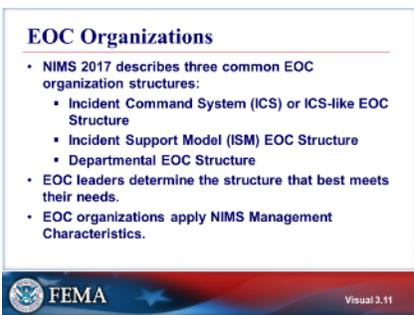 EOC Organizations
• NIMS 2017 describes three common EOC
organization structures:
▪ Incident Command System (ICS) or ICS-like EOC
Structure
▪ Incident Support Model (ISM) EOC Structure
▪ Departmental EOC Structure
• EOC leaders determine the structure that best meets
their needs.
• EOC organizations apply NIMS Management
Characteristics.
FEMA
Visual 3.11